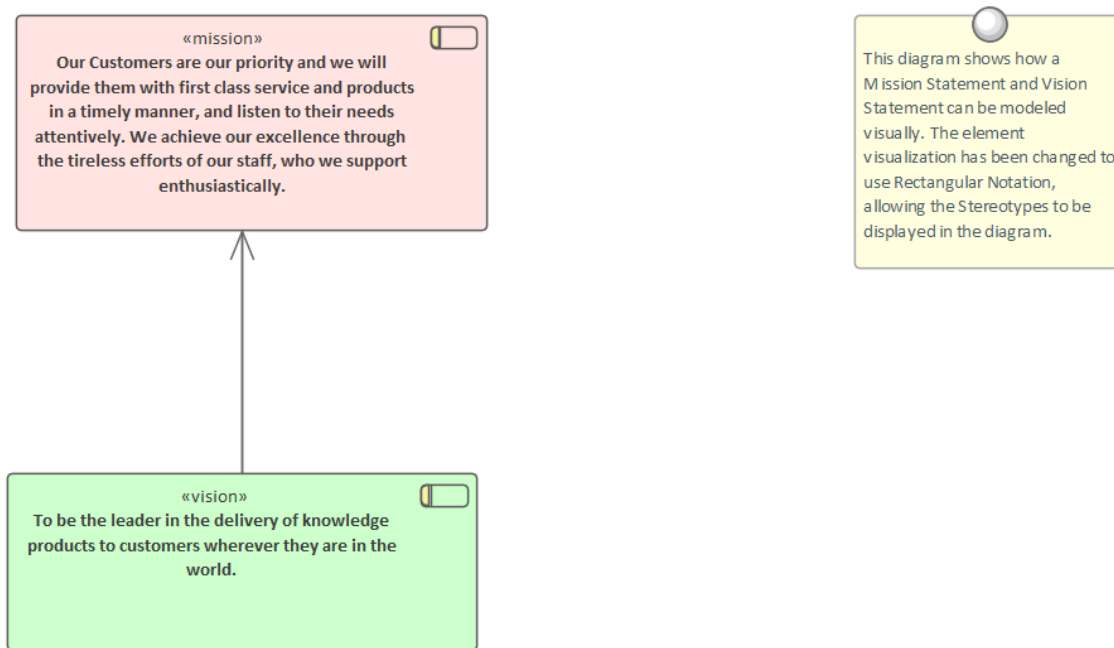 «mission»
Our Customers are our priority and we will
provide them with first class service and products
in a timely manner, and listen to their needs
attentively. We achieve our excellence through
the tireless efforts of our staff, who we support
enthusiastically.
This diagram shows how a
Mission Statement and Vision
Statement can be modeled
visually. The element
visualization has been changed to
use Rectangular Notation,
allowing the Stereotypes to be
displayed in the diagram.
«vision»
To be the leader in the delivery of knowledge
products to customers wherever they are in the
world.